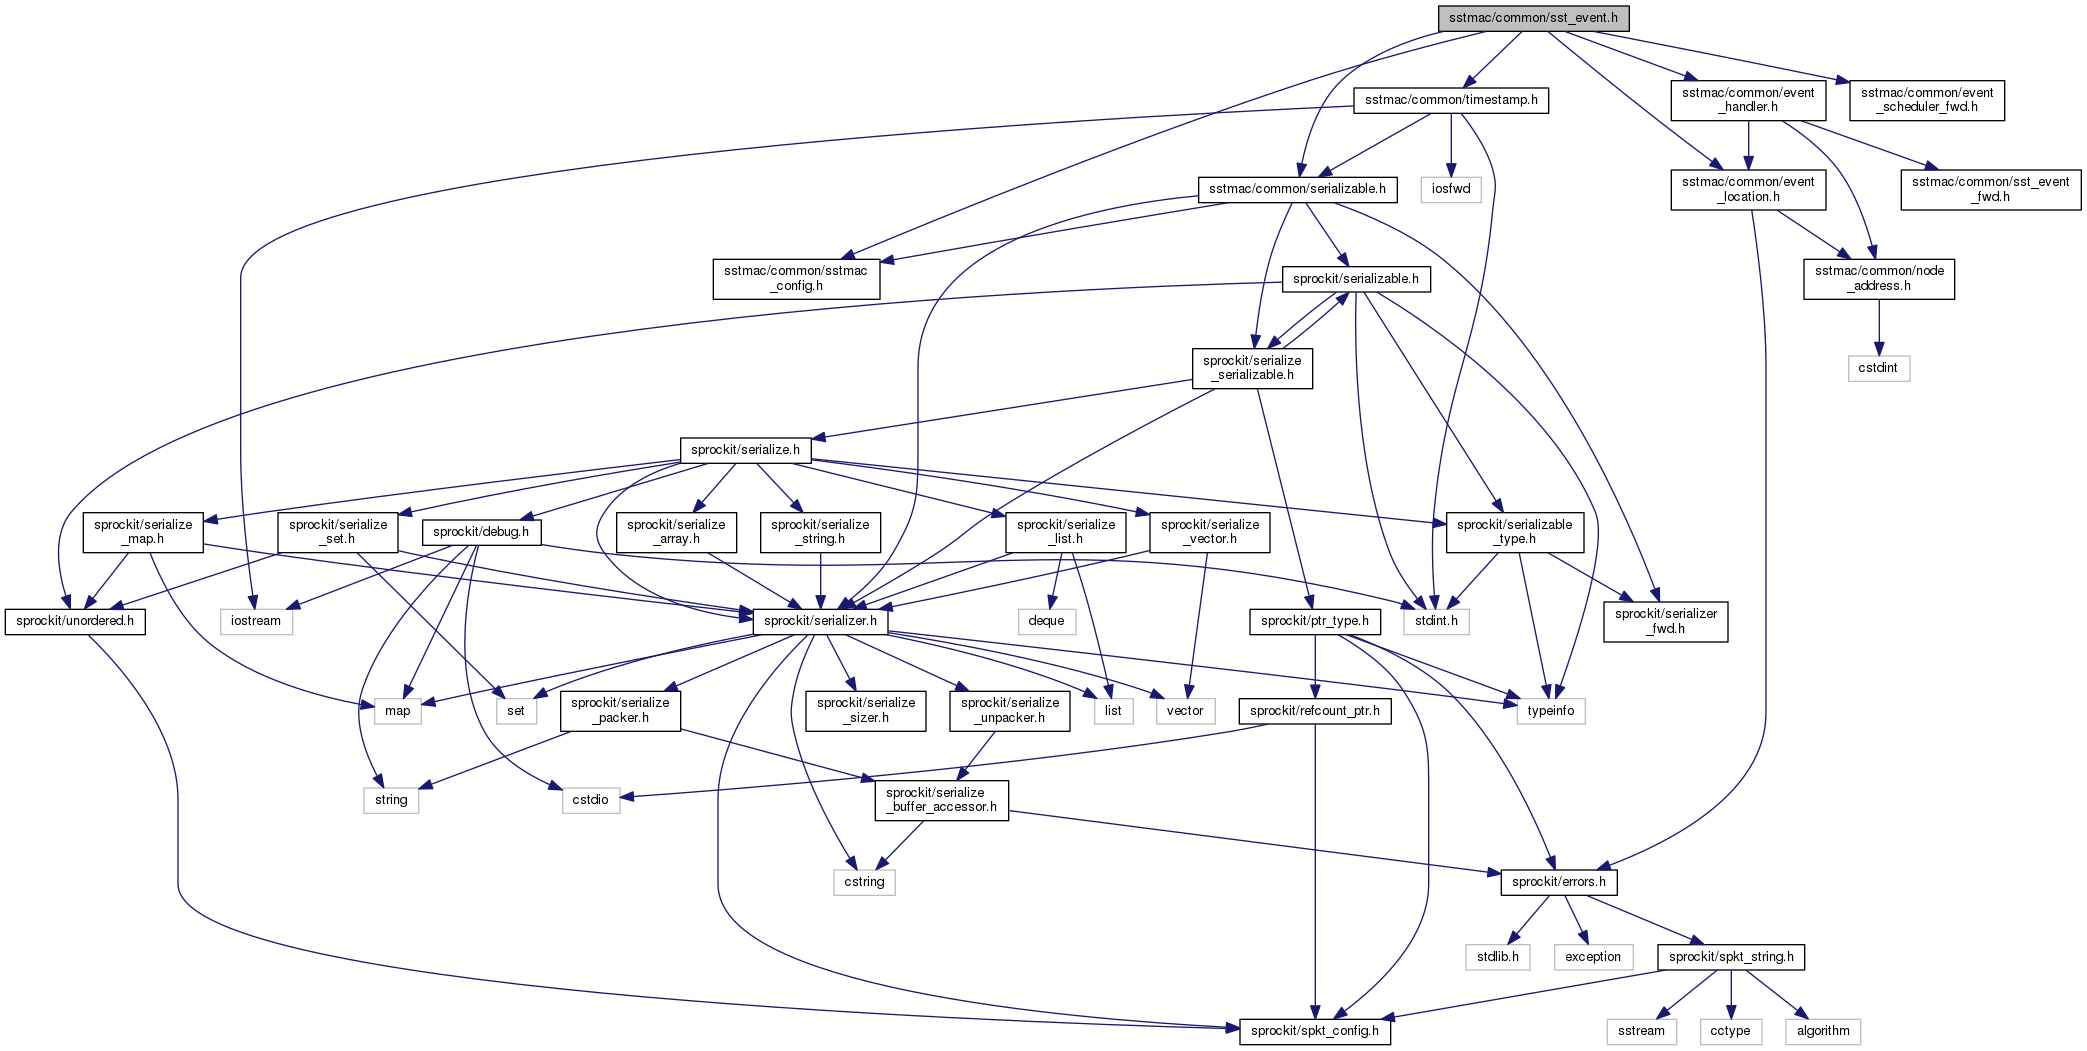 sstmac/common/sst_event.h
sstmac/common/timestamp.h
sstmac/common/event
_handler.h
sstmac/common/event
_scheduler_fwd.h
sstmac/common/serializable.h
iosfwd
sstmac/common/event
_location.h
sstmac/common/sst_event
_fwd.h
sstmac/common/sstmac
_config.h
sprockit/serializable.h
sstmac/common/node
_address.h
sprockit/serialize
_serializable.h
cstdint
sprockit/serialize.h
sprockit/serialize
_map.h
sprockit/serialize
_set.h
sprockit/debug.h
sprockit/serialize
_array.h
sprockit/serialize
_string.h
sprockit/serialize
_list.h
sprockit/serialize
_vector.h
sprockit/serializable
_type.h
sprockit/unordered.h
iostream
sprockit/serializer.h
deque
sprockit/ptr_type.h
stdint.h
sprockit/serializer
_fwd.h
map
set
sprockit/serialize
_packer.h
sprockit/serialize
_sizer.h
sprockit/serialize
_unpacker.h
list
vector
sprockit/refcount_ptr.h
typeinfo
string
cstdio
sprockit/serialize
_buffer_accessor.h
cstring
sprockit/errors.h
stdlib.h
exception
sprockit/spkt_string.h
sprockit/spkt_config.h
sstream
cctype
algorithm